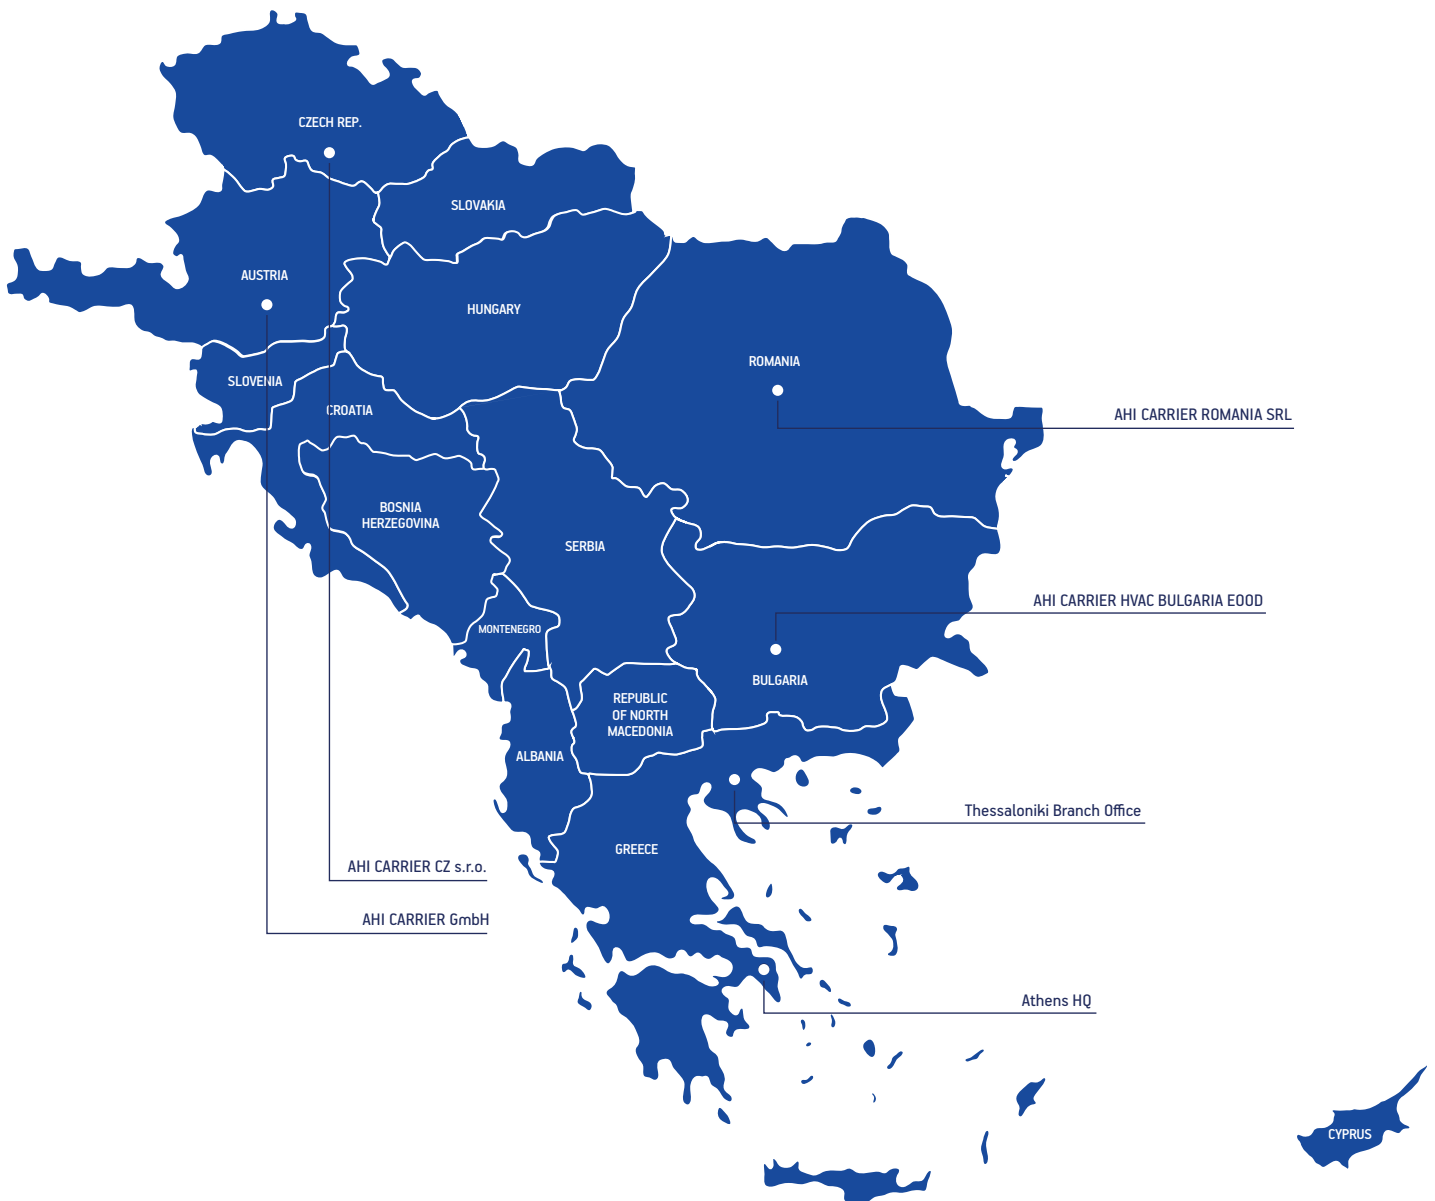 CZECH REP.
SLOVAKIA
AUSTRIA
HUNGARY
ROMANIA
SLOVENIA
CROATIA
AHI CARRIER ROMANIA SRL
BOSNIA
HERZEGOVINA
SERBIA
AHI CARRIER HVAC BULGARIA EOOD
MONTENEGRO
BULGARIA
REPUBLIC
OF NORTH
MACEDONIA
ALBANIA
Thessaloniki Branch Office
GREECE
AHI CARRIER CZ s.r.o.
AHI CARRIER GmbH
Athens HQ
CYPRUS